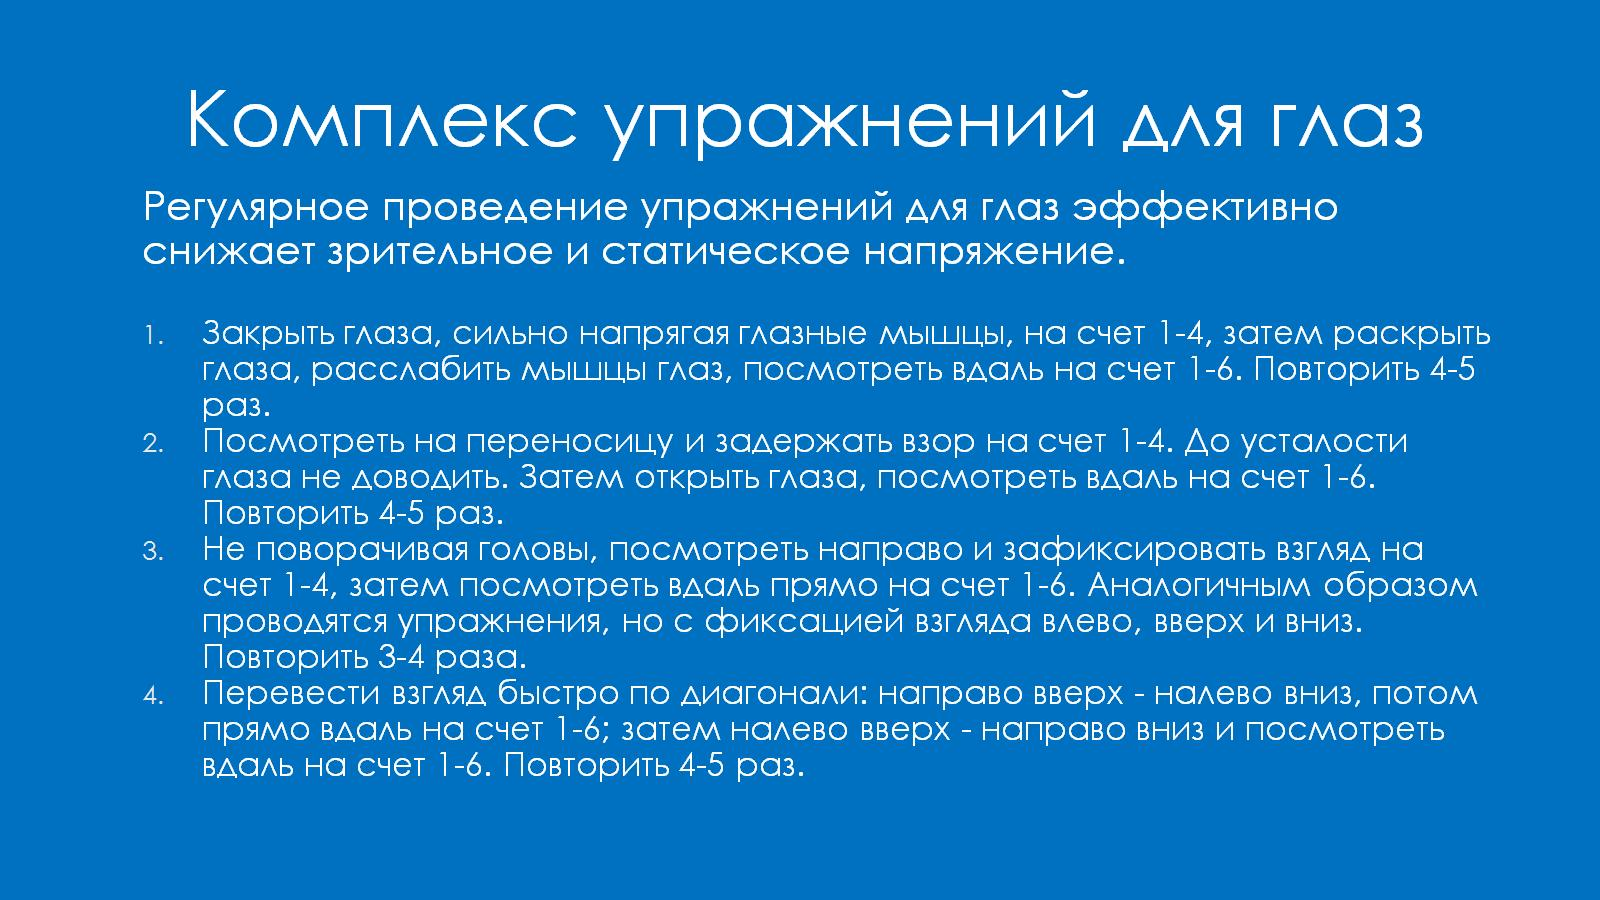 Комплекс упражнений для глаз
Регулярное проведение упражнений для глаз эффективно
снижает зрительное и статическое напряжение.
1. Закрыть глаза, сильно напрягая глазные мышцы, на счет 1-4, затем раскрыть
глаза, расслабить мышцы глаз, посмотреть вдаль на счет 1-6. Повторить 4-5
раз.
2. Посмотреть на переносицу и задержать взор на счет 1-4. До усталости
глаза не доводить. Затем открыть глаза, посмотреть вдаль на счет 1-6.
Повторить 4-5 раз.
3. Не поворачивая головы, посмотреть направо и зафиксировать взгляд на
счет 1-4, затем посмотреть вдаль прямо на счет 1-6. Аналогичным образом
проводятся упражнения, но с фиксацией взгляда влево, вверх и вниз.
Повторить 3-4 раза.
4. Перевести взгляд быстро по диагонали: направо вверх - налево вниз, потом
прямо вдаль на счет 1-6; затем налево вверх - направо вниз и посмотреть
вдаль на счет 1-6. Повторить 4-5 раз.